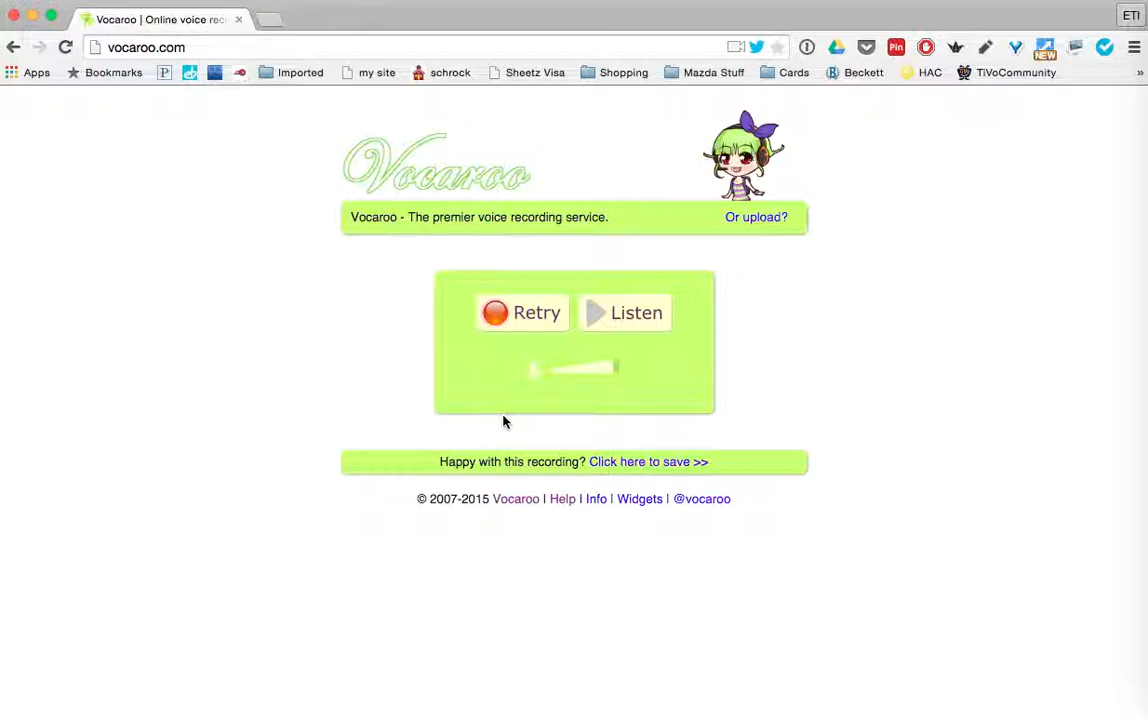 Vocaroo | Online voice rec
ETI
vocaroo.com
Pin
NEW
Apps
Bookmarks
P
Imported
my site
schrock
Sheetz Visa
Shopping
Mazda Stuff
Cards
B
Beckett
HAC
TiVoCommunity
»
Vocaroo
Vocaroo - The premier voice recording service.
Or upload?
Retry
Listen
Happy with this recording? Click here to save >>
© 2007-2015 Vocaroo | Help | Info | Widgets | @vocaroo